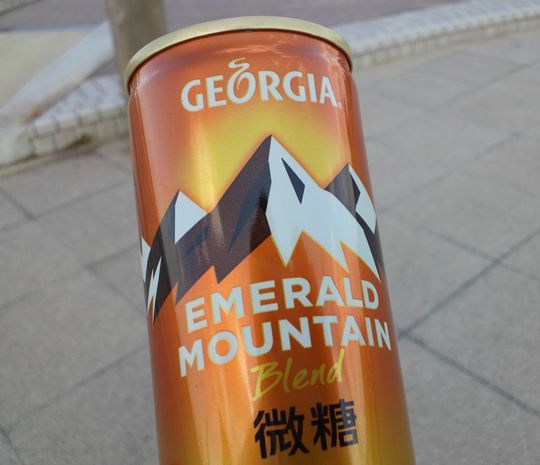 GEORGIA
EMERALD
MOUNTAIN
Blend
微糖